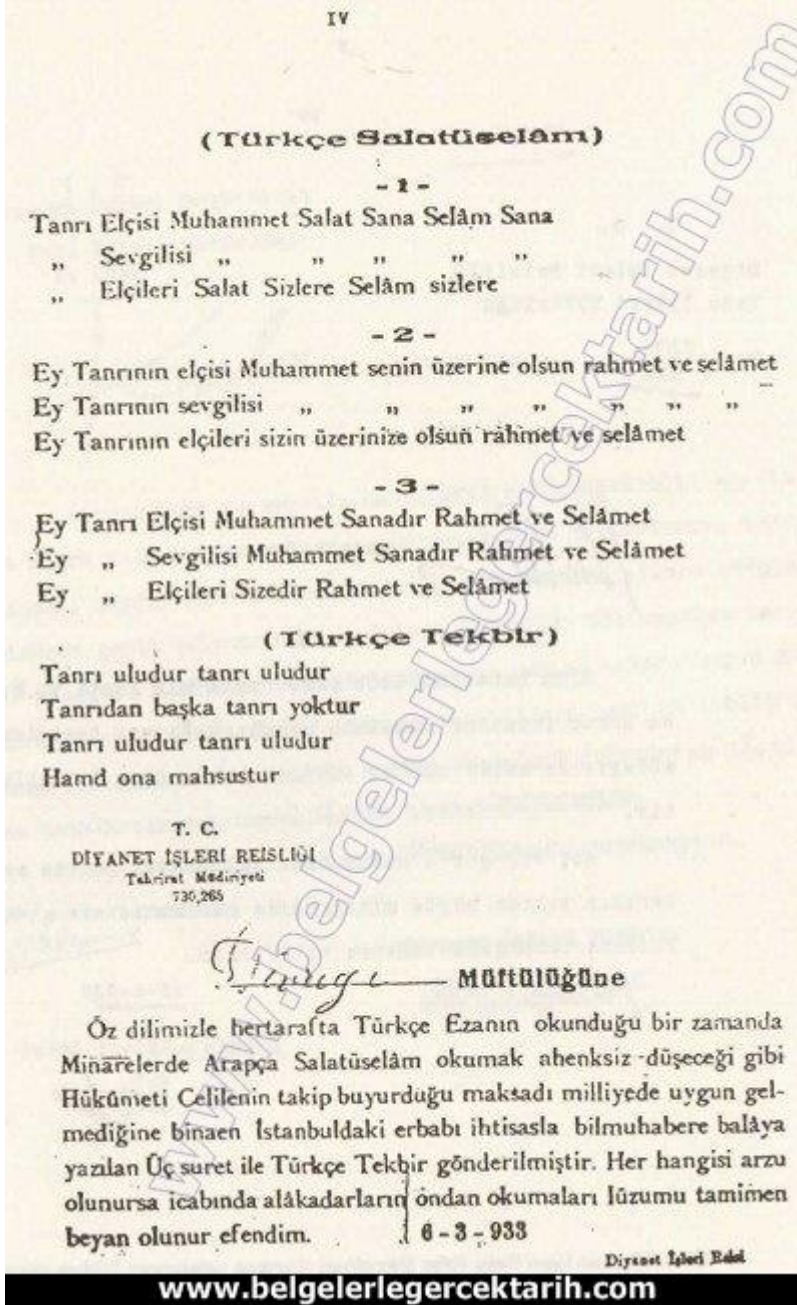 IV
(Türkçe Salatüselâm)
- 1 -
Tanrı Elçisi Muhammet Salat Sana Selâm Sana
„ Sevgilisi „ „ „ „ „
„ Elçileri Salat Sizlere Selâm sizlere
- 2 -
Ey Tanrının elçisi Muhammet senin üzerine olsun rahmet ve selâmet
Ey Tanrının sevgilisi „ „ „ „ „ „ „
Ey Tanrının elçileri sizin üzerinize olsun rahmet ve selâmet
- 3 -
Ey Tanrı Elçisi Muhammet Sanadır Rahmet ve Selâmet
Ey „ Sevgilisi Muhammet Sanadır Rahmet ve Selâmet
Ey „ Elçileri Sizedir Rahmet ve Selâmet
(Türkçe Tekbir)
Tanrı uludur tanrı uludur
Tanrıdan başka tanrı yoktur
Tanrı uludur tanrı uludur
Hamd ona mahsustur
T. C.
DİYANET İŞLERİ REİSLİĞİ
Tahrirat Müdiriyeti
730,265
Müftülüğüne
Öz dilimizle hertarafta Türkçe Ezanın okunduğu bir zamanda
Minarelerde Arapça Salatüselâm okumak ahenksiz düşeceği gibi
Hükûmeti Celilenin takip buyurduğu maksadı milliyede uygun gel-
mediğine binaen İstanbuldaki erbabı ihtisasla bilmuhabere balâya
yazılan Üç suret ile Türkçe Tekbir gönderilmiştir. Her hangisi arzu
olunursa icabında alâkadarların ondan okumaları lüzumu tamimen
beyan olunur efendim. 6 - 3 - 933
Diyanet İşleri Reisi
www.belgelerlegercektarih.com
www.belgelerlegercektarih.com